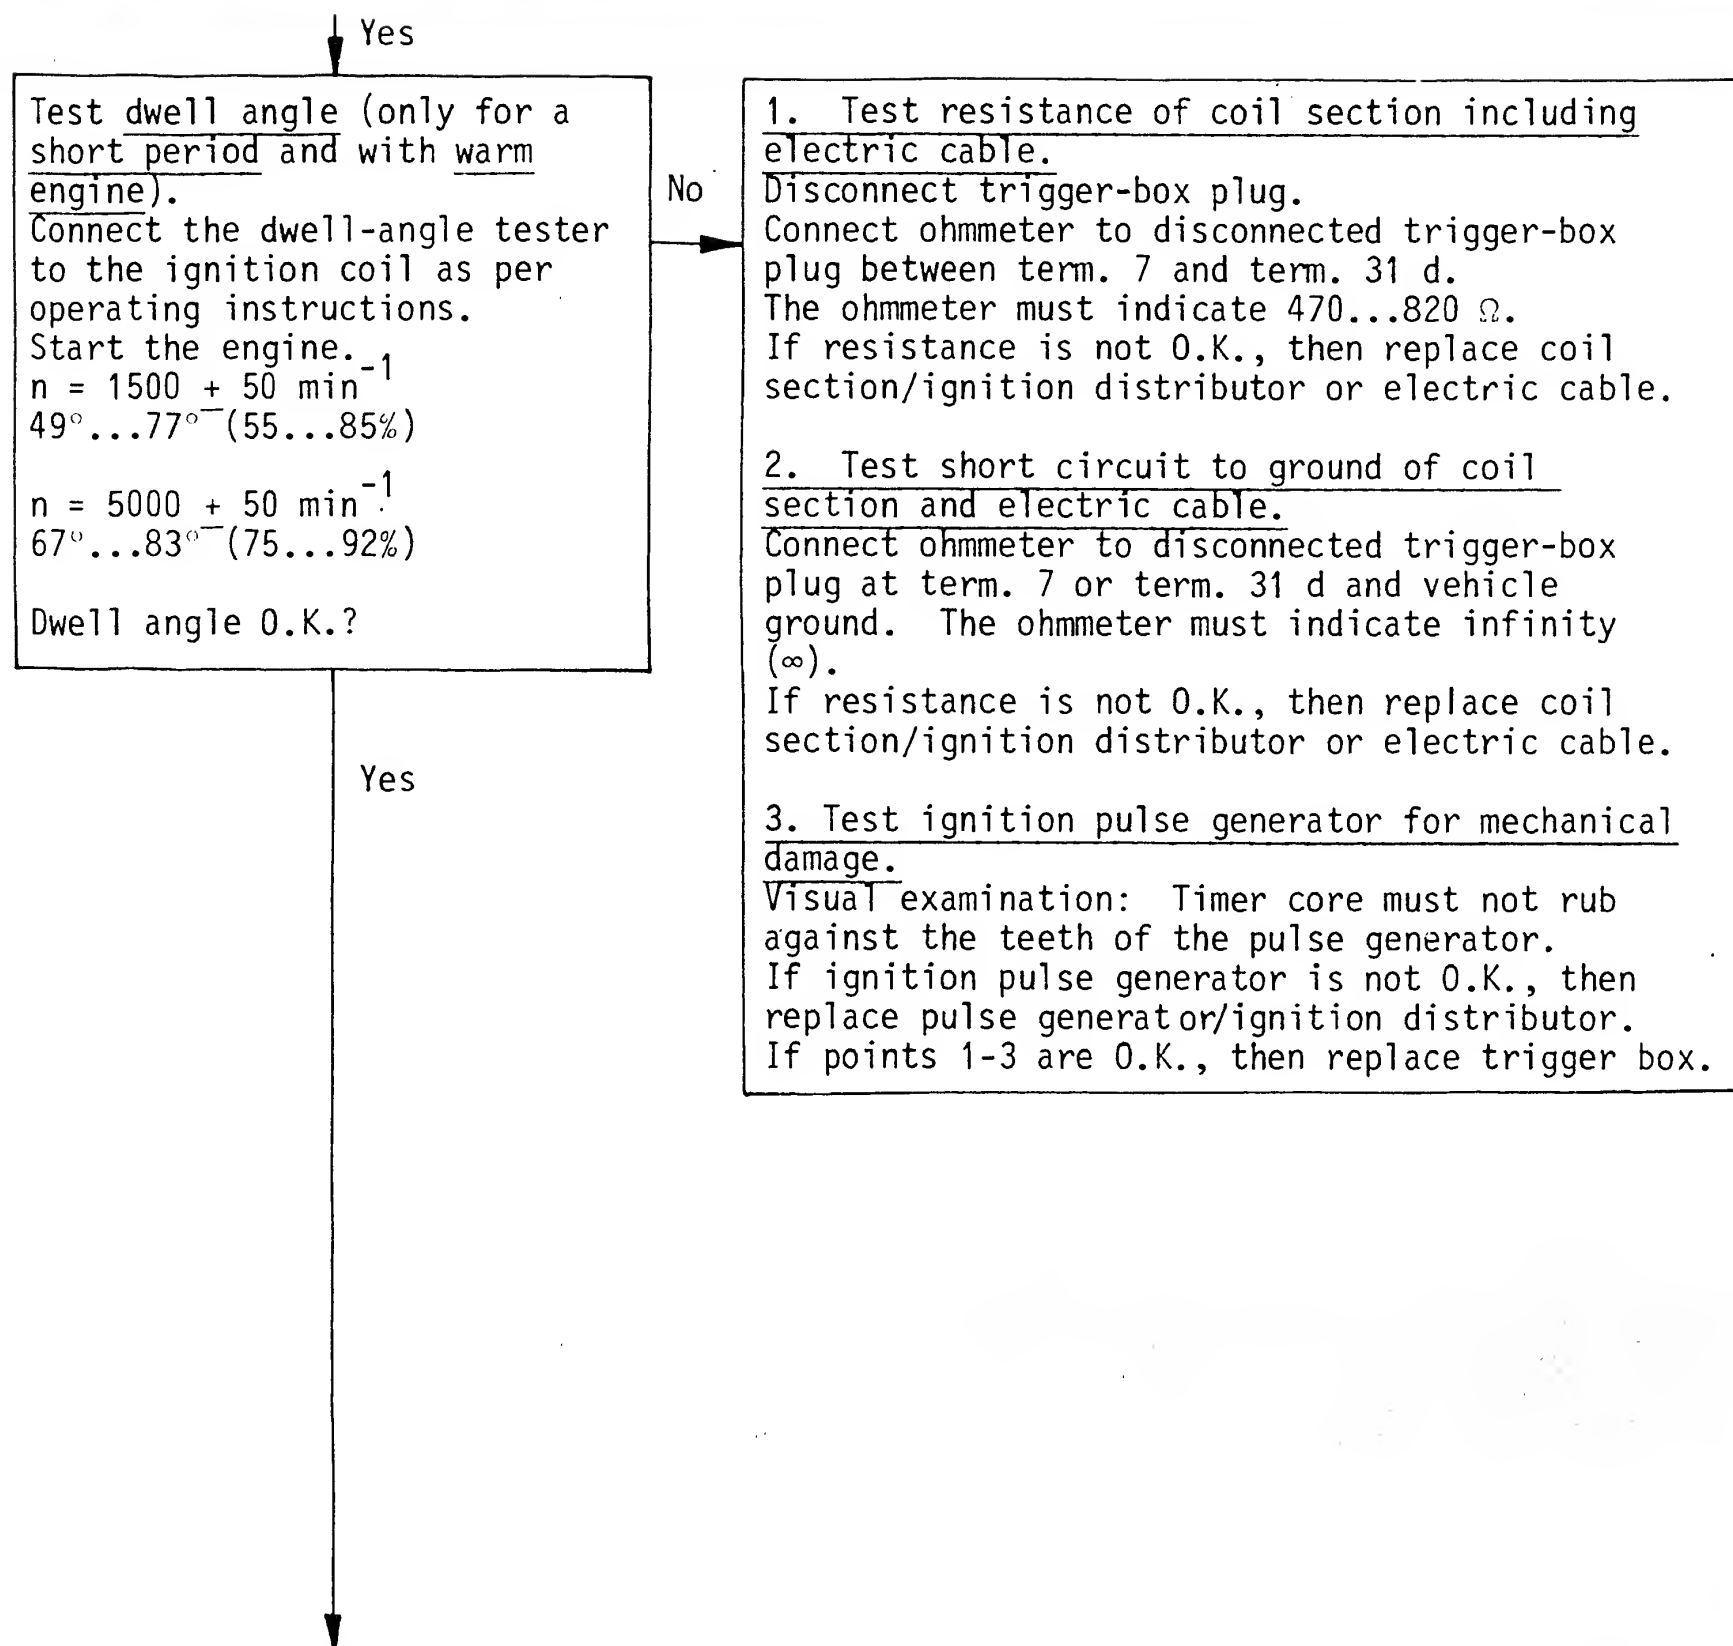 Yes
Test dwell angle (only for a
short period and with warm
engine).
Connect the dwell-angle tester
to the ignition coil as per
operating instructions.
Start the engine.
n = 1500 ± 50 min⁻¹
49°...77° (55...85%)
n = 5000 ± 50 min⁻¹
67°...83° (75...92%)
Dwell angle O.K.?
No
Yes
1. Test resistance of coil section including
electric cable.
Disconnect trigger-box plug.
Connect ohmmeter to disconnected trigger-box
plug between term. 7 and term. 31 d.
The ohmmeter must indicate 470...820 Ω.
If resistance is not O.K., then replace coil
section/ignition distributor or electric cable.
2. Test short circuit to ground of coil
section and electric cable.
Connect ohmmeter to disconnected trigger-box
plug at term. 7 or term. 31 d and vehicle
ground. The ohmmeter must indicate infinity
(∞).
If resistance is not O.K., then replace coil
section/ignition distributor or electric cable.
3. Test ignition pulse generator for mechanical
damage.
Visual examination: Timer core must not rub
against the teeth of the pulse generator.
If ignition pulse generator is not O.K., then
replace pulse generator/ignition distributor.
If points 1-3 are O.K., then replace trigger box.